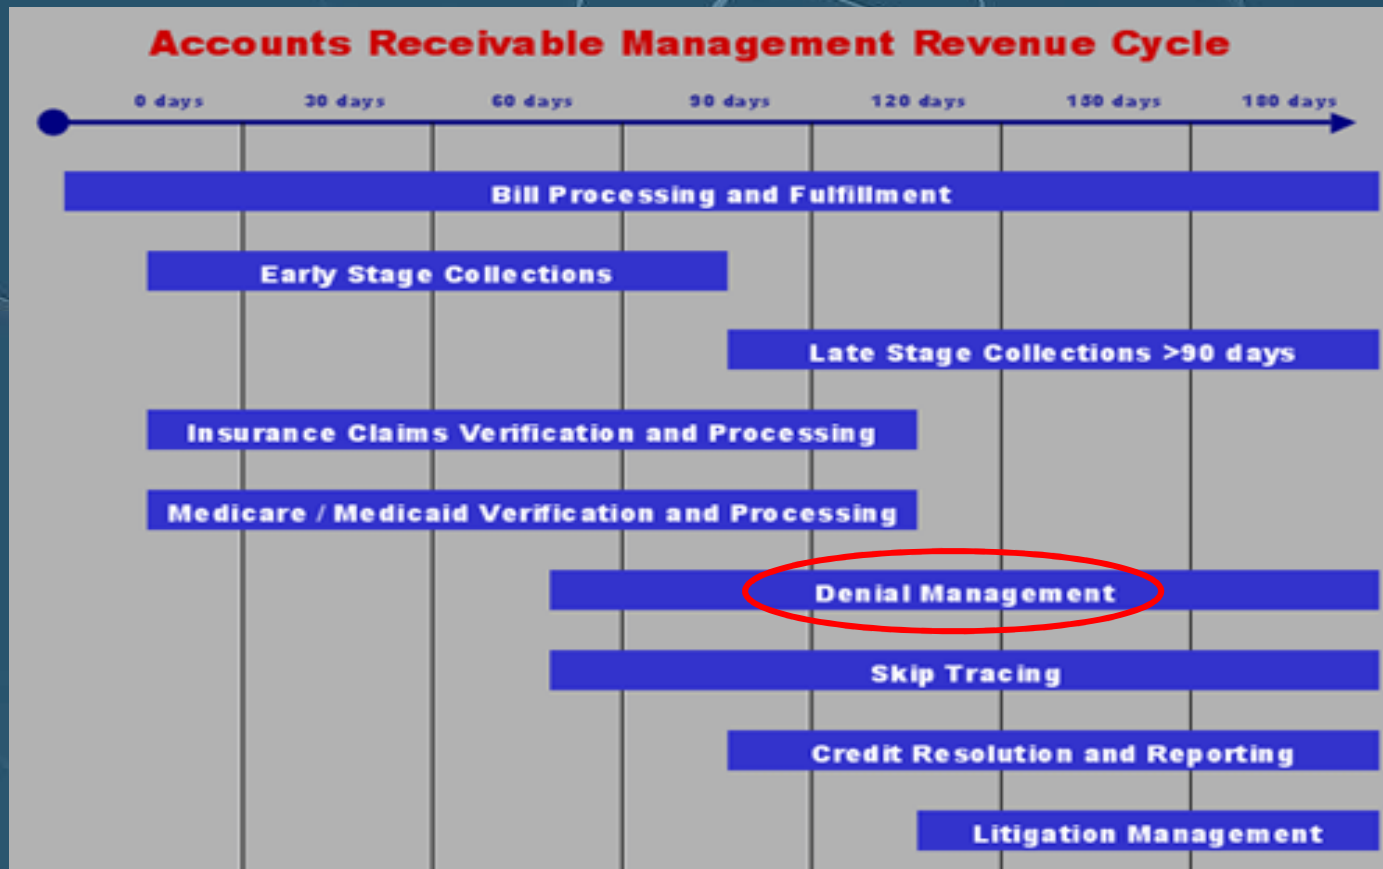 Accounts Receivable Management Revenue Cycle
0 days 30 days 60 days 90 days 120 days 150 days 180 days
Bill Processing and Fulfillment
Early Stage Collections
Late Stage Collections >90 days
Insurance Claims Verification and Processing
Medicare / Medicaid Verification and Processing
Denial Management
Skip Tracing
Credit Resolution and Reporting
Litigation Management